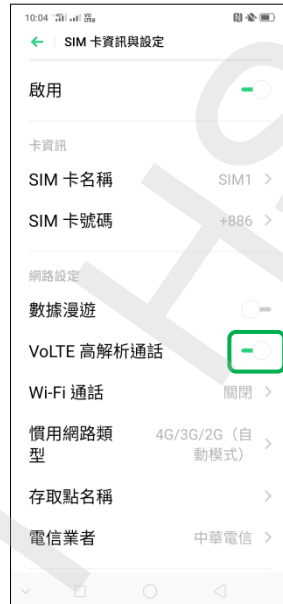 10:04
SIM 卡資訊與設定
啟用
卡資訊
SIM 卡名稱 SIM1
SIM 卡號碼 +886
網路設定
數據漫遊
VoLTE 高解析通話
Wi-Fi 通話 關閉
慣用網路類 4G/3G/2G（自
型 動模式）
存取點名稱
電信業者 中華電信